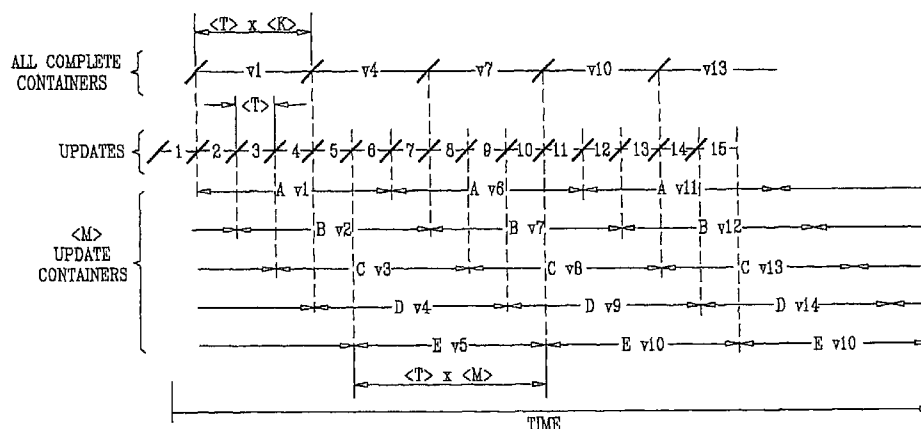 <T> x <K>
ALL COMPLETE
CONTAINERS
v1 v4 v7 v10 v13
<T>
UPDATES
1 2 3 4 5 6 7 8 9 10 11 12 13 14 15
A v1 A v6 A v11
B v2 B v7 B v12
<M>
UPDATE
CONTAINERS
C v3 C v8 C v13
D v4 D v9 D v14
E v5 E v10 E v10
<T> x <M>
TIME